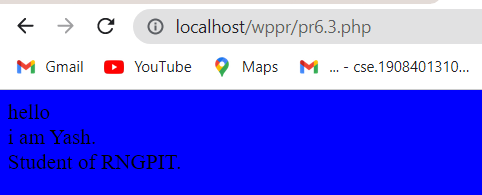 localhost/wppr/pr6.3.php
Gmail YouTube Maps ... - cse.1908401310...
hello
i am Yash.
Student of RNGPIT.